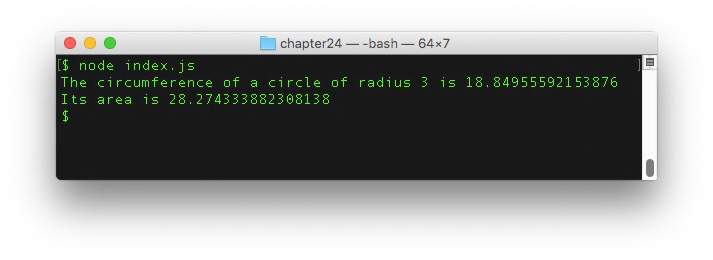 chapter24 — -bash — 64×7
[$ node index.js ]
The circumference of a circle of radius 3 is 18.84955592153876
Its area is 28.274333882308138
$